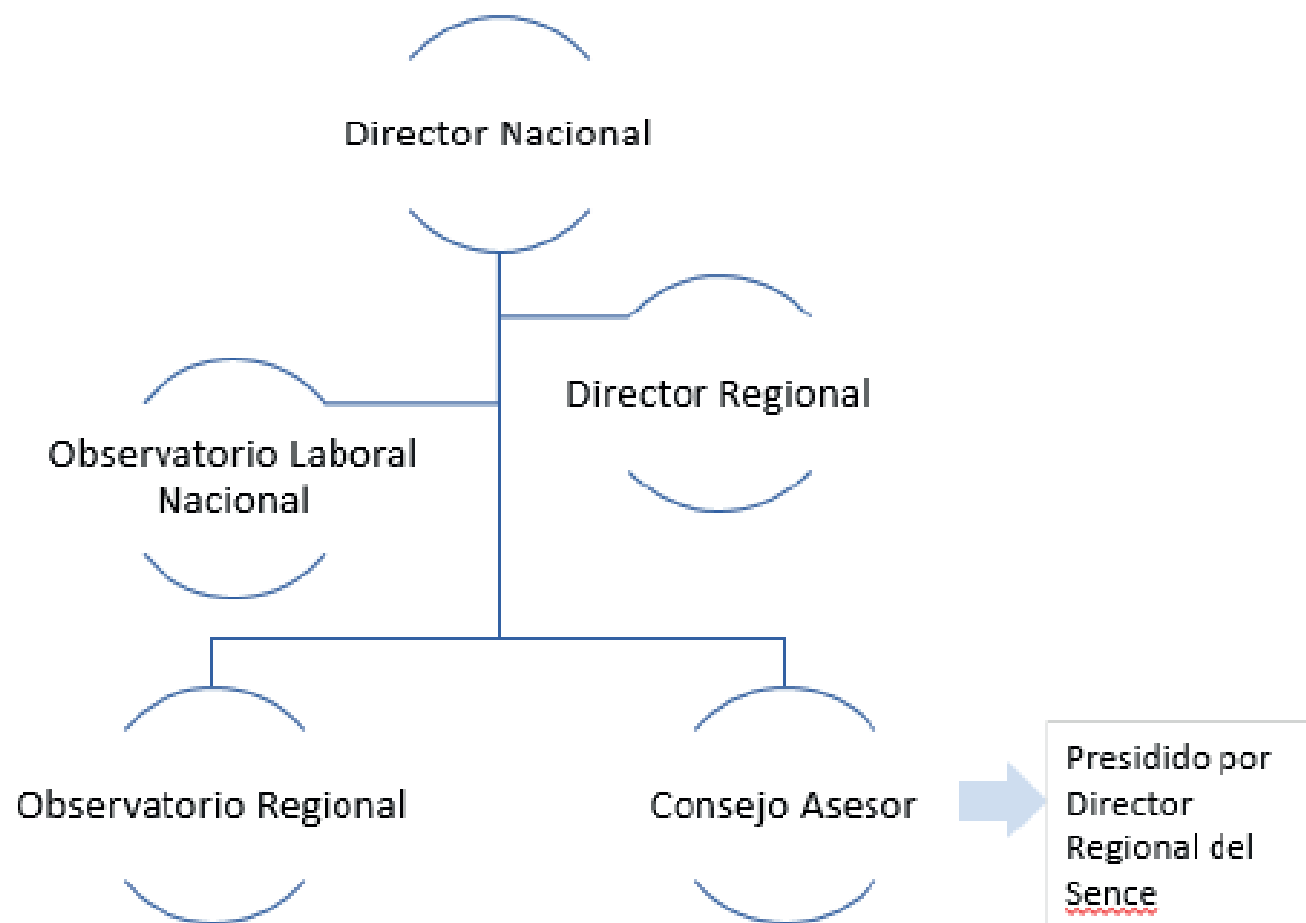 Director Nacional
Director Regional
Observatorio Laboral
Nacional
Observatorio Regional
Consejo Asesor
Presidido por
Director
Regional del
Sence